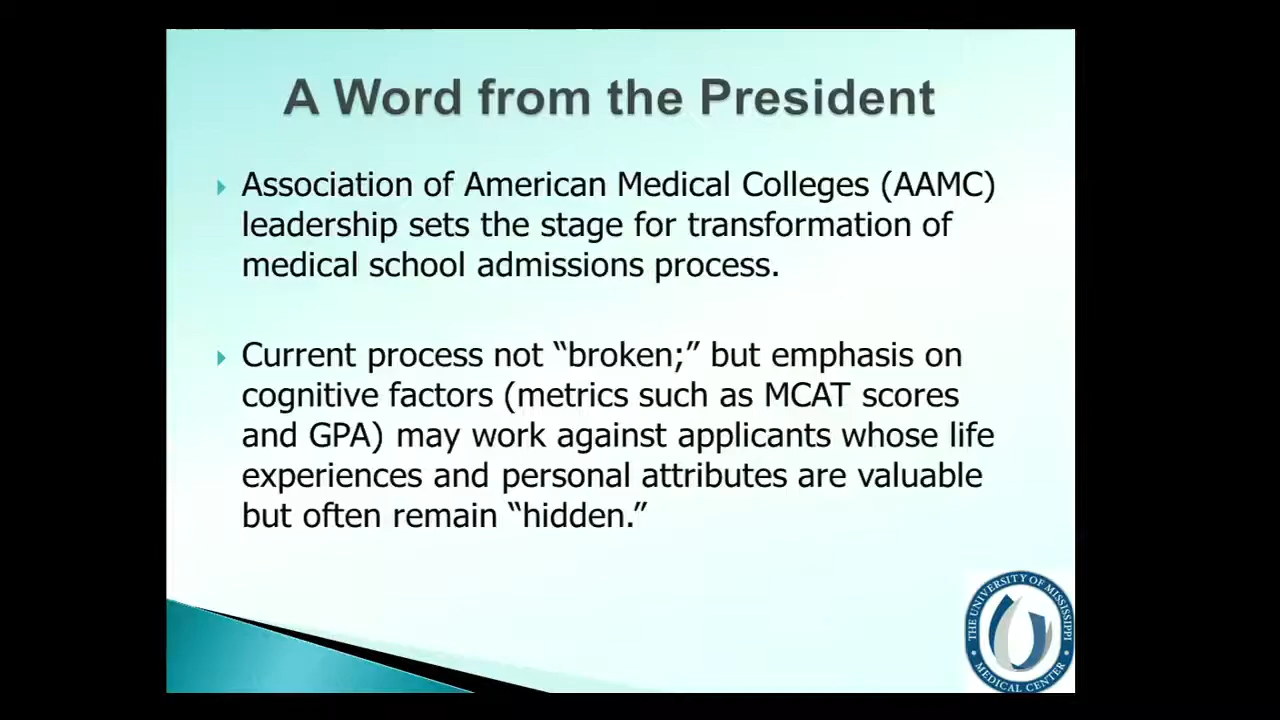 A Word from the President
Association of American Medical Colleges (AAMC)
leadership sets the stage for transformation of
medical school admissions process.
Current process not “broken;” but emphasis on
cognitive factors (metrics such as MCAT scores
and GPA) may work against applicants whose life
experiences and personal attributes are valuable
but often remain “hidden.”
THE UNIVERSITY OF MISSISSIPPI
MEDICAL CENTER